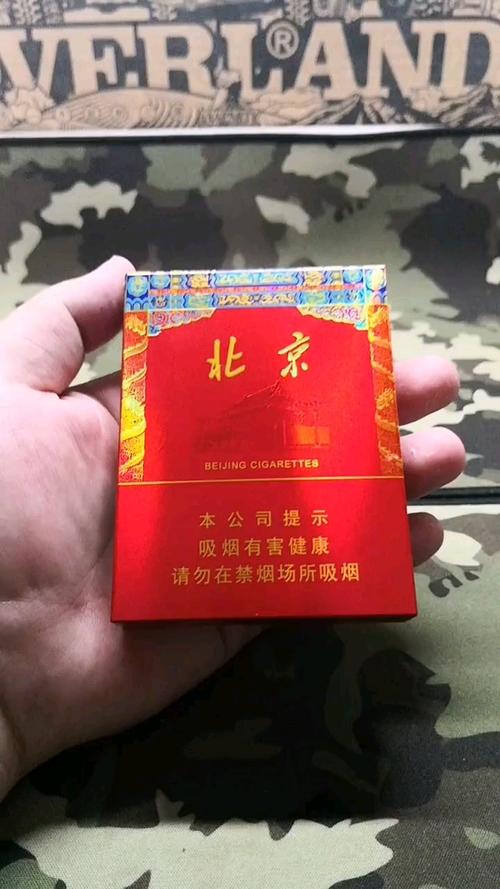 VERLAND®
北京
BEIJING CIGARETTES
本公司提示
吸烟有害健康
请勿在禁烟场所吸烟